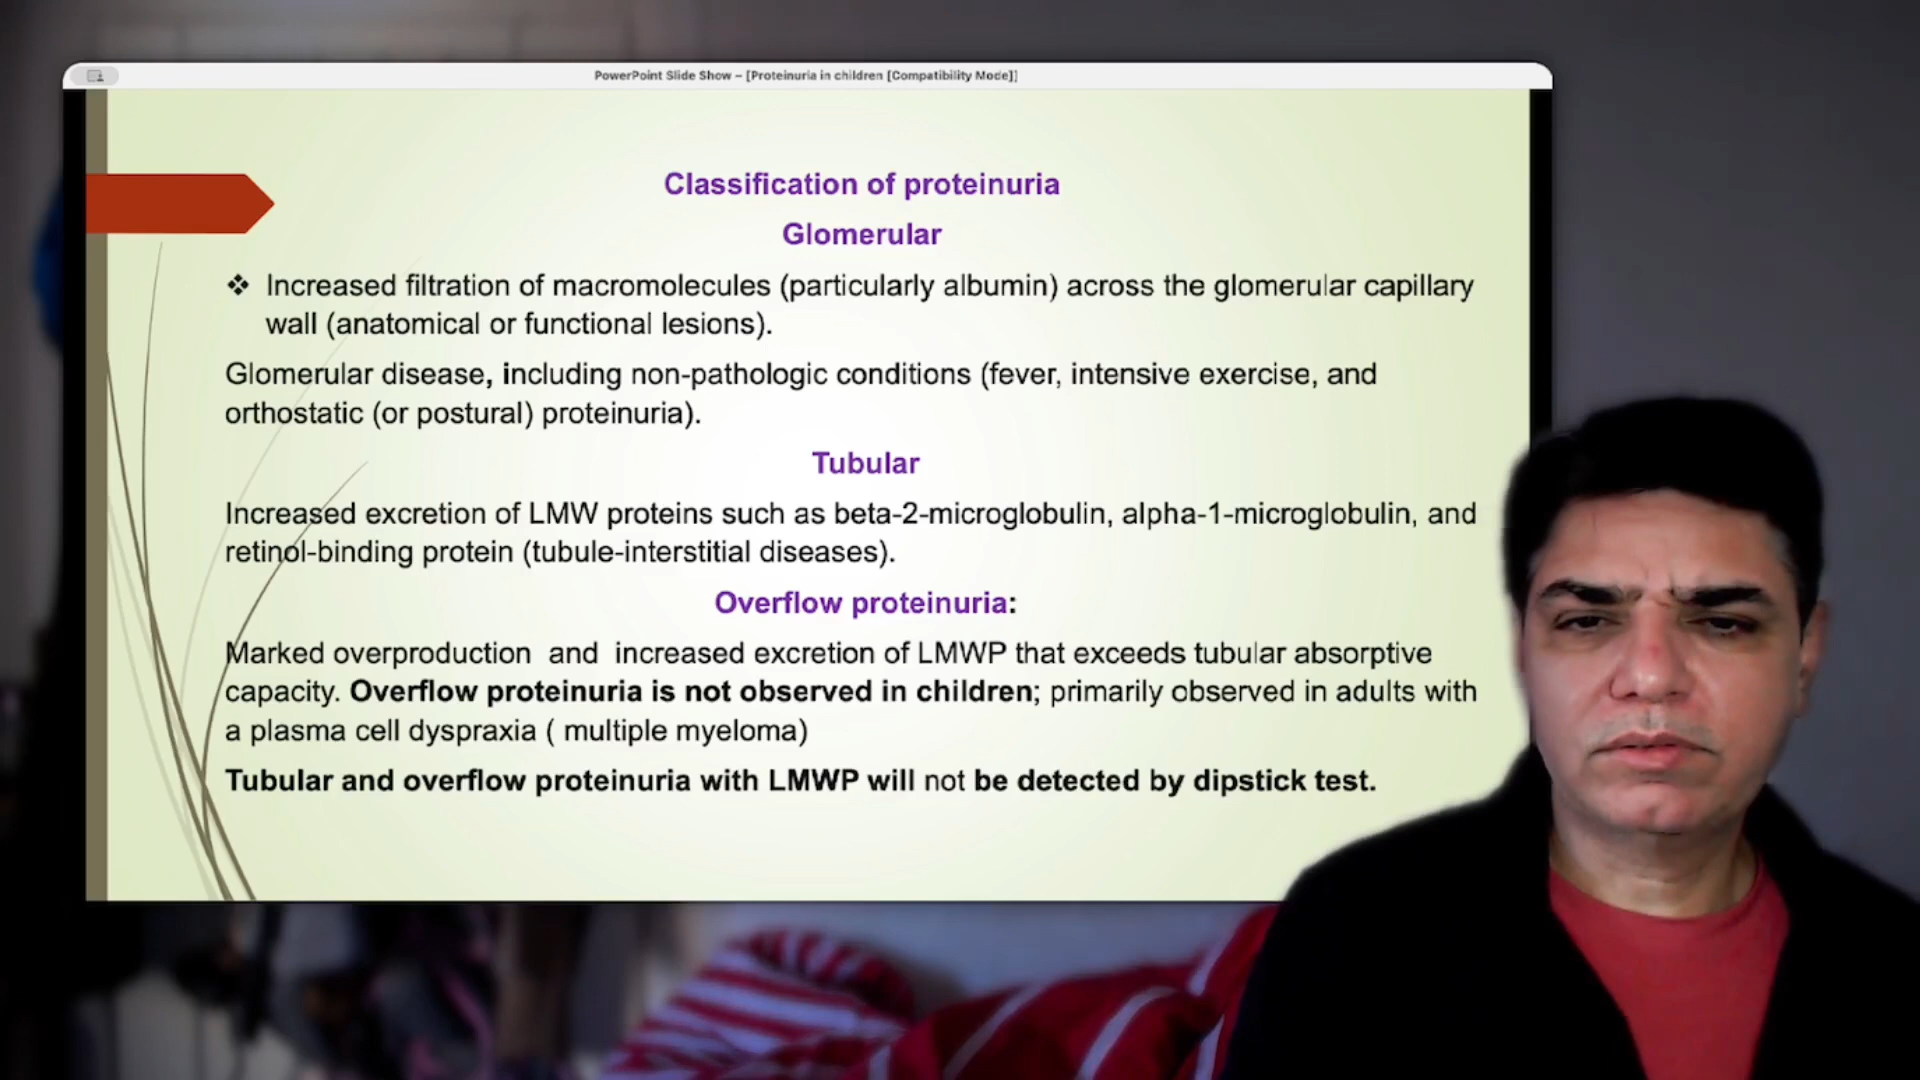 PowerPoint Slide Show – [Proteinuria in children [Compatibility Mode]]
Classification of proteinuria
Glomerular
❖ Increased filtration of macromolecules (particularly albumin) across the glomerular capillary
wall (anatomical or functional lesions).
Glomerular disease, including non-pathologic conditions (fever, intensive exercise, and
orthostatic (or postural) proteinuria).
Tubular
Increased excretion of LMW proteins such as beta-2-microglobulin, alpha-1-microglobulin, and
retinol-binding protein (tubule-interstitial diseases).
Overflow proteinuria:
Marked overproduction and increased excretion of LMWP that exceeds tubular absorptive
capacity. Overflow proteinuria is not observed in children; primarily observed in adults with
a plasma cell dyspraxia ( multiple myeloma)
Tubular and overflow proteinuria with LMWP will not be detected by dipstick test.